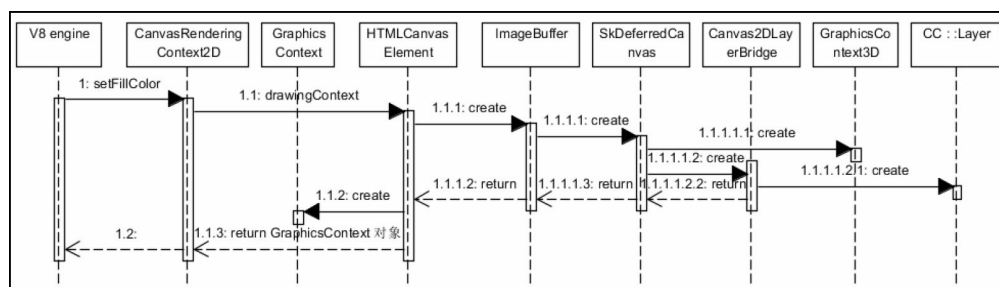 V8 engine
CanvasRendering
Context2D
Graphics
Context
HTMLCanvas
Element
ImageBuffer
SkDeferredCa
nvas
Canvas2DLay
erBridge
GraphicsCo
ntext3D
CC ::Layer
1: setFillColor
1.1: drawingContext
1.1.1: create
1.1.1.1: create
1.1.1.1.1: create
1.1.1.1.2: create
1.1.1.1.2.1: create
1.1.1.1.2.2: return
1.1.1.1.3: return
1.1.1.2: return
1.1.2: create
1.1.3: return GraphicsContext 对象
1.2: